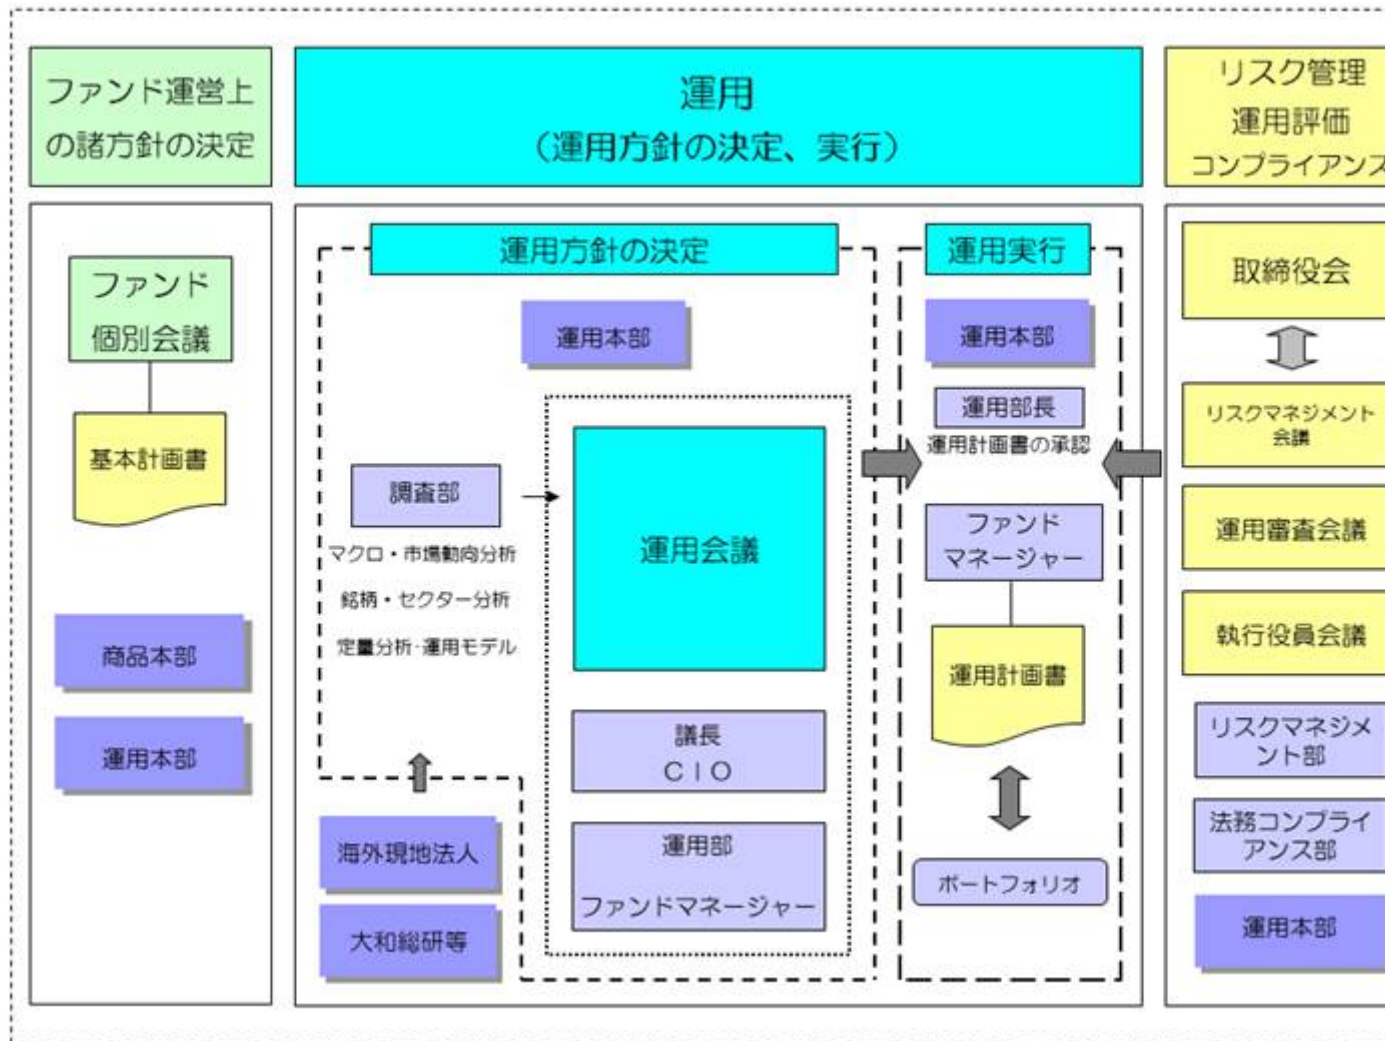 ファンド運営上
の諸方針の決定
運用
（運用方針の決定、実行）
リスク管理
運用評価
コンプライアンス
ファンド
個別会議
基本計画書
商品本部
運用本部
運用方針の決定
運用本部
調査部
マクロ・市場動向分析
銘柄・セクター分析
定量分析・運用モデル
海外現地法人
大和総研等
運用会議
議長
ＣＩＯ
運用部
ファンドマネージャー
運用実行
運用本部
運用部長
運用計画書の承認
ファンド
マネージャー
運用計画書
ポートフォリオ
取締役会
リスクマネジメント
会議
運用審査会議
執行役員会議
リスクマネジメ
ント部
法務コンプライ
アンス部
運用本部